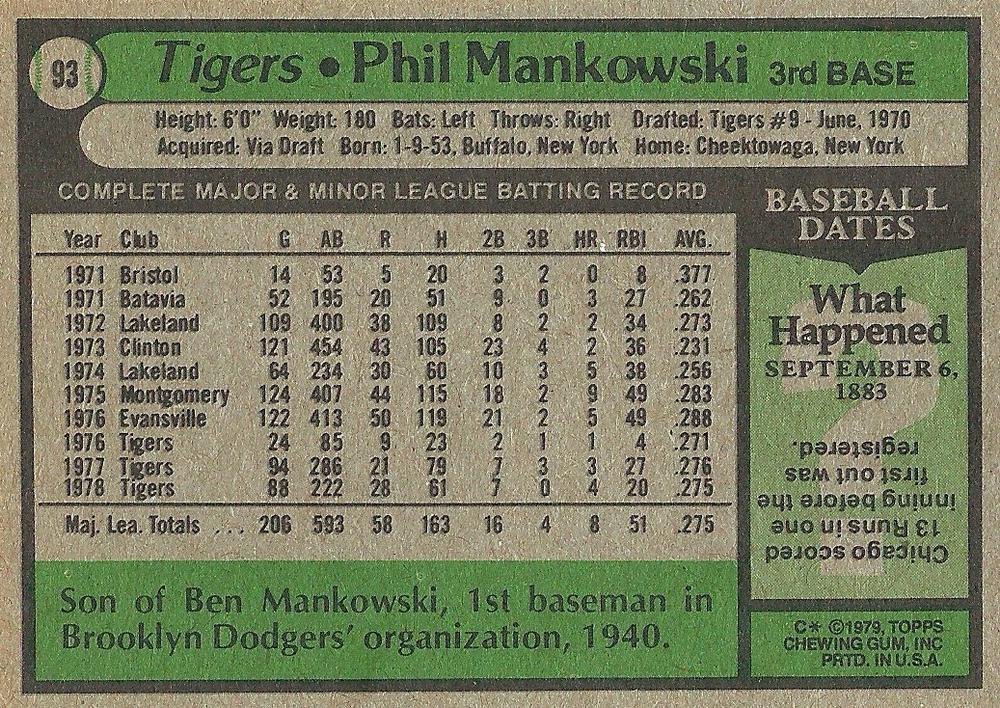 93
Tigers • Phil Mankowski 3rd BASE
Height: 6'0" Weight: 180 Bats: Left Throws: Right Drafted: Tigers #9 - June, 1970
Acquired: Via Draft Born: 1-9-53, Buffalo, New York Home: Cheektowaga, New York
COMPLETE MAJOR & MINOR LEAGUE BATTING RECORD
Year Club G AB R H 2B 3B HR RBI AVG.
1971 Bristol 14 53 5 20 3 2 0 8 .377
1971 Batavia 52 195 20 51 9 0 3 27 .262
1972 Lakeland 109 400 38 109 8 2 2 34 .273
1973 Clinton 121 454 43 105 23 4 2 36 .231
1974 Lakeland 64 234 30 60 10 3 5 38 .256
1975 Montgomery 124 407 44 115 18 2 9 49 .283
1976 Evansville 122 413 50 119 21 2 5 49 .288
1976 Tigers 24 85 9 23 2 1 1 4 .271
1977 Tigers 94 286 21 79 7 3 3 27 .276
1978 Tigers 88 222 28 61 7 0 4 20 .275
Maj. Lea. Totals ... 206 593 58 163 16 4 8 51 .275
Son of Ben Mankowski, 1st baseman in
Brooklyn Dodgers' organization, 1940.
BASEBALL
DATES
What
Happened
SEPTEMBER 6,
1883
?
Chicago scored
13 Runs in one
inning before the
first out was
registered.
C* ©1979, TOPPS
CHEWING GUM, INC
PRTD. IN U.S.A.